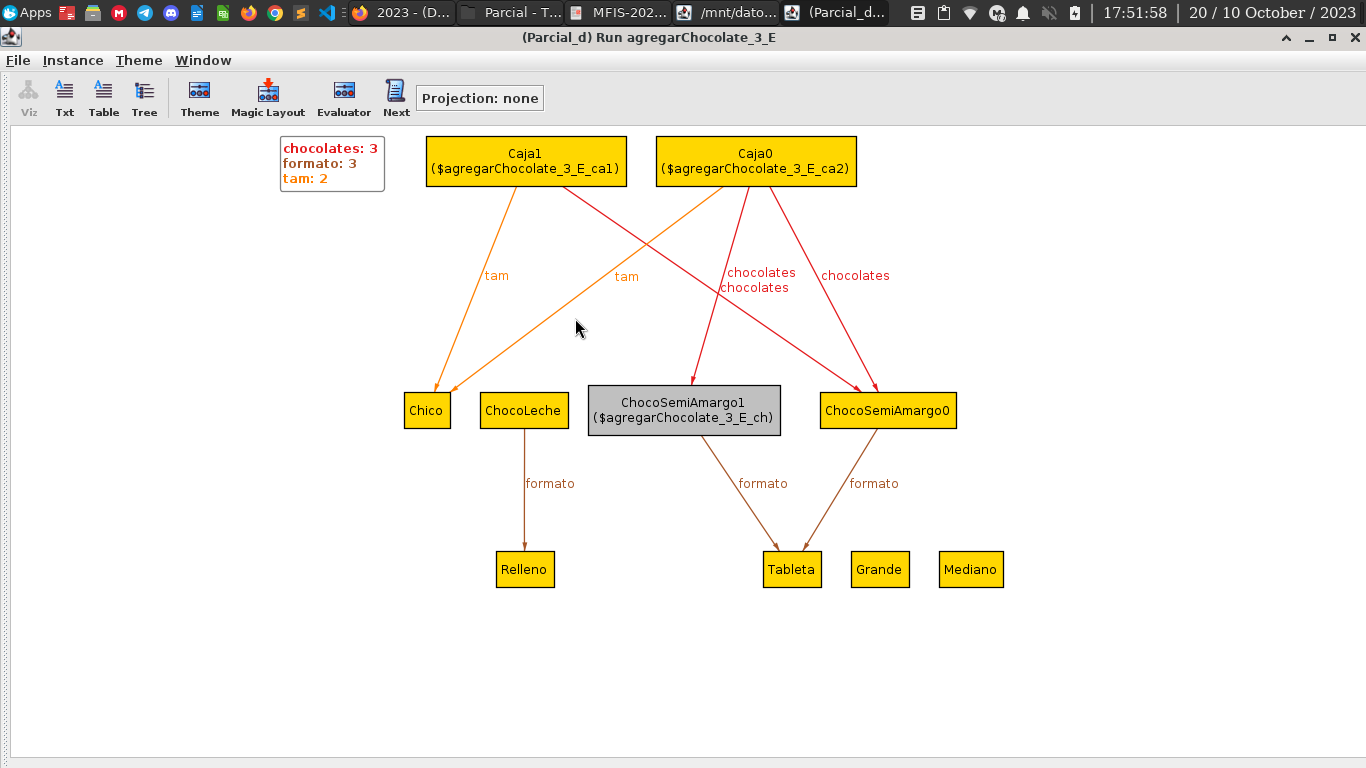 Apps
2023 - (D...
Parcial - T...
MFIS-202...
/mnt/dato...
(Parcial_d...
17:51:58
20 / 10 October / 2023
(Parcial_d) Run agregarChocolate_3_E
File Instance Theme Window
Viz Txt Table Tree Theme Magic Layout Evaluator Next
Projection: none
chocolates: 3
formato: 3
tam: 2
Caja1
($agregarChocolate_3_E_ca1)
Caja0
($agregarChocolate_3_E_ca2)
tam
tam
chocolates
chocolates
chocolates
Chico
ChocoLeche
ChocoSemiAmargo1
($agregarChocolate_3_E_ch)
ChocoSemiAmargo0
formato
formato
formato
Relleno
Tableta
Grande
Mediano